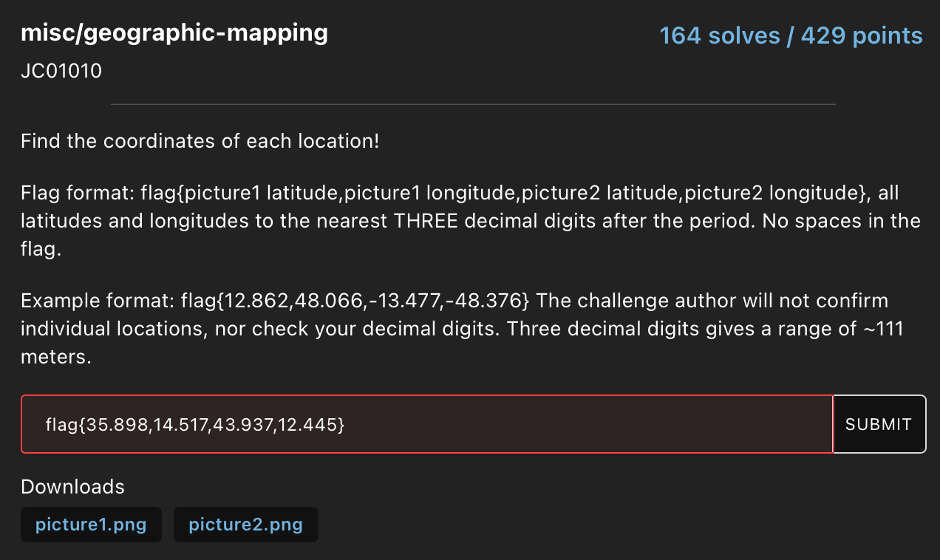 misc/geographic-mapping
164 solves / 429 points
JC01010
Find the coordinates of each location!
Flag format: flag{picture1 latitude,picture1 longitude,picture2 latitude,picture2 longitude}, all
latitudes and longitudes to the nearest THREE decimal digits after the period. No spaces in the
flag.
Example format: flag{12.862,48.066,-13.477,-48.376} The challenge author will not confirm
individual locations, nor check your decimal digits. Three decimal digits gives a range of ~111
meters.
flag{35.898,14.517,43.937,12.445}
SUBMIT
Downloads
picture1.png
picture2.png